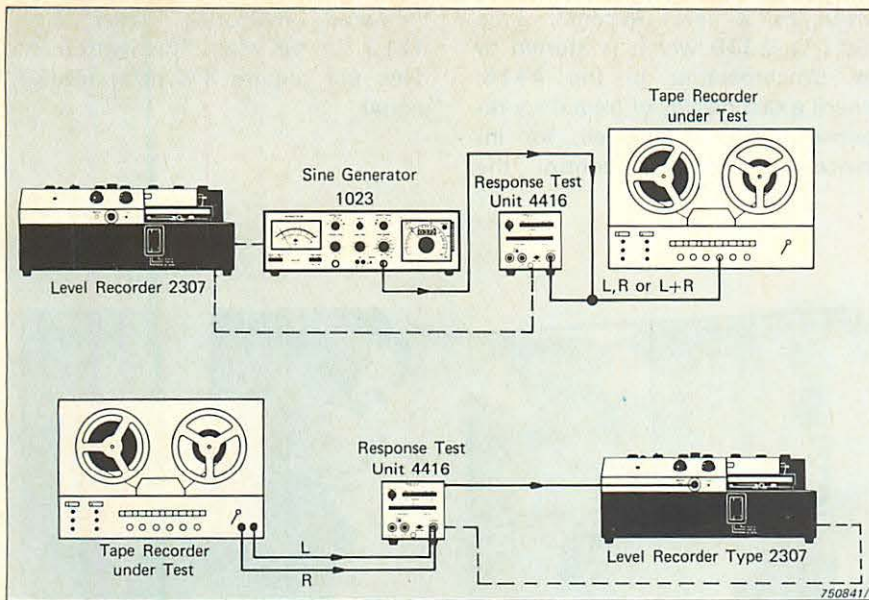 Tape Recorder
under Test
Sine Generator
1023
Response Test
Unit 4416
Level Recorder 2307
L,R or L+R
Response Test
Unit 4416
Tape Recorder
under Test
L
R
Level Recorder Type 2307
750841/